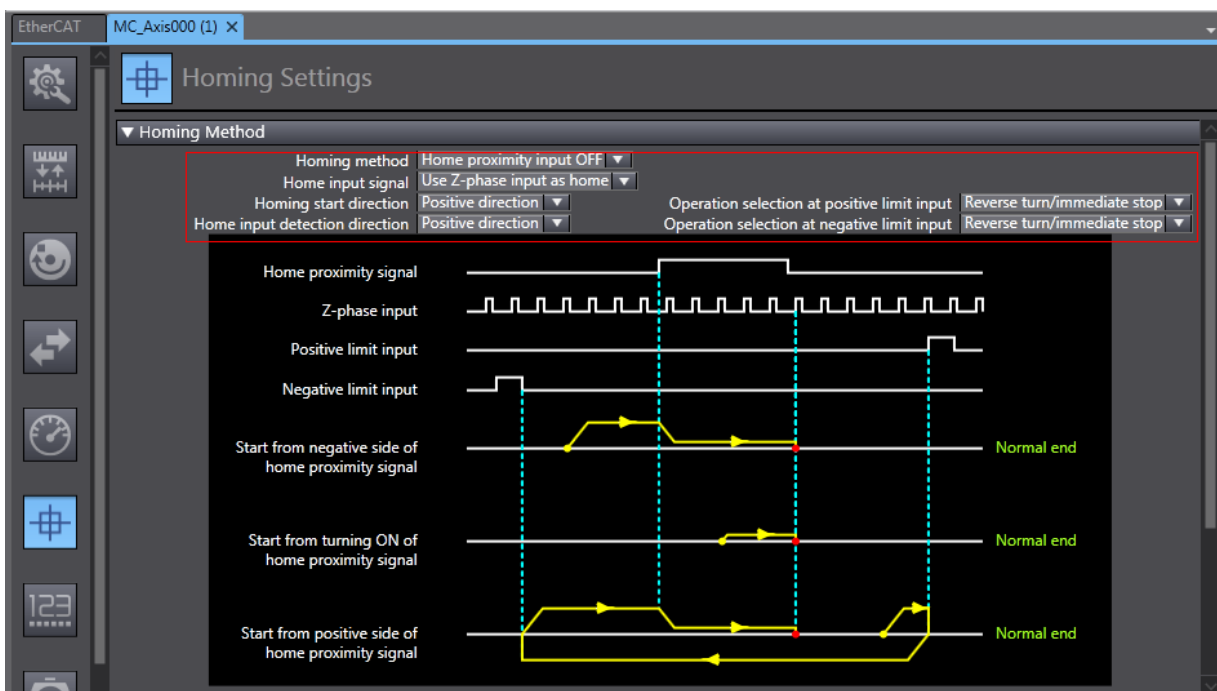 EtherCAT MC_Axis000 (1) ×
Homing Settings
▼ Homing Method
Homing method Home proximity input OFF ▼
Home input signal Use Z-phase input as home ▼
Homing start direction Positive direction ▼ Operation selection at positive limit input Reverse turn/immediate stop ▼
Home input detection direction Positive direction ▼ Operation selection at negative limit input Reverse turn/immediate stop ▼
Home proximity signal
Z-phase input
Positive limit input
Negative limit input
Start from negative side of
home proximity signal
Normal end
Start from turning ON of
home proximity signal
Normal end
Start from positive side of
home proximity signal
Normal end
123